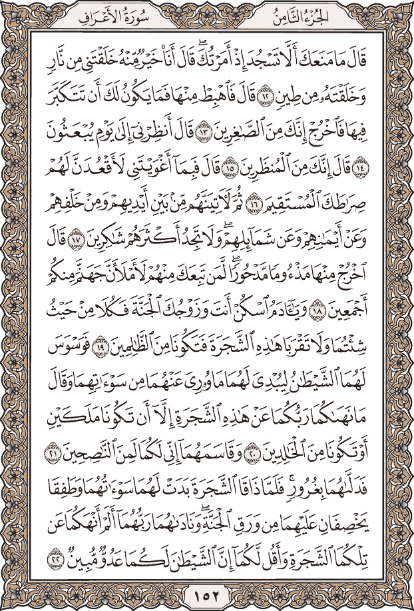 الجزء الثامن سورة الأعراف
قَالَ مَا مَنَعَكَ أَلَّا تَسْجُدَ إِذْ أَمَرْتُكَ ۖ قَالَ أَنَا۠ خَيْرٌ مِّنْهُ خَلَقْتَنِى مِن نَّارٍ
وَخَلَقْتَهُۥ مِن طِينٍ ١٢ قَالَ فَٱهْبِطْ مِنْهَا فَمَا يَكُونُ لَكَ أَن تَتَكَبَّرَ
فِيهَا فَٱخْرُجْ إِنَّكَ مِنَ ٱلصَّٰغِرِينَ ١٣ قَالَ أَنظِرْنِىٓ إِلَىٰ يَوْمِ يُبْعَثُونَ
١٤ قَالَ إِنَّكَ مِنَ ٱلْمُنظَرِينَ ١٥ قَالَ فَبِمَآ أَغْوَيْتَنِى لَأَقْعُدَنَّ لَهُمْ
صِرَٰطَكَ ٱلْمُسْتَقِيمَ ١٦ ثُمَّ لَءَاتِيَنَّهُم مِّنۢ بَيْنِ أَيْدِيهِمْ وَمِنْ خَلْفِهِمْ
وَعَنْ أَيْمَٰنِهِمْ وَعَن شَمَآئِلِهِمْ ۖ وَلَا تَجِدُ أَكْثَرَهُمْ شَٰكِرِينَ ١٧ قَالَ
ٱخْرُجْ مِنْهَا مَذْءُومًا مَّدْحُورًا ۖ لَّمَن تَبِعَكَ مِنْهُمْ لَأَمْلَأَنَّ جَهَنَّمَ مِنكُمْ
أَجْمَعِينَ ١٨ وَيَٰٓـَٔادَمُ ٱسْكُنْ أَنتَ وَزَوْجُكَ ٱلْجَنَّةَ فَكُلَا مِنْ حَيْثُ
شِئْتُمَا وَلَا تَقْرَبَا هَٰذِهِ ٱلشَّجَرَةَ فَتَكُونَا مِنَ ٱلظَّٰلِمِينَ ١٩ فَوَسْوَسَ
لَهُمَا ٱلشَّيْطَٰنُ لِيُبْدِىَ لَهُمَا مَا وُۥرِىَ عَنْهُمَا مِن سَوْءَٰتِهِمَا وَقَالَ
مَا نَهَىٰكُمَا رَبُّكُمَا عَنْ هَٰذِهِ ٱلشَّجَرَةِ إِلَّآ أَن تَكُونَا مَلَكَيْنِ
أَوْ تَكُونَا مِنَ ٱلْخَٰلِدِينَ ٢٠ وَقَاسَمَهُمَآ إِنِّى لَكُمَا لَمِنَ ٱلنَّٰصِحِينَ ٢١
فَدَلَّىٰهُمَا بِغُرُورٍ ۚ فَلَمَّا ذَاقَا ٱلشَّجَرَةَ بَدَتْ لَهُمَا سَوْءَٰتُهُمَا وَطَفِقَا
يَخْصِفَانِ عَلَيْهِمَا مِن وَرَقِ ٱلْجَنَّةِ ۖ وَنَادَىٰهُمَا رَبُّهُمَآ أَلَمْ أَنْهَكُمَا عَن
تِلْكُمَا ٱلشَّجَرَةِ وَأَقُل لَّكُمَآ إِنَّ ٱلشَّيْطَٰنَ لَكُمَا عَدُوٌّ مُّبِينٌ ٢٢
١٥٢